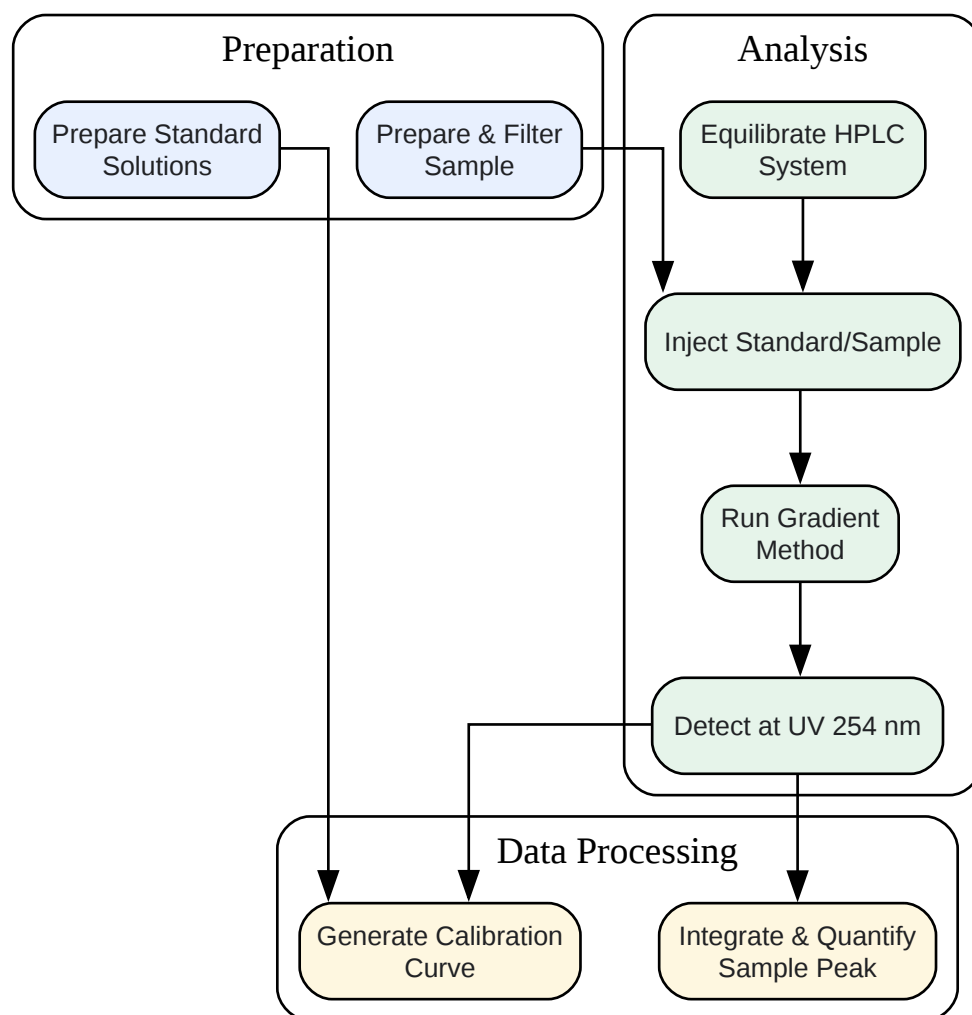 Preparation
Analysis
Prepare Standard
Solutions
Prepare & Filter
Sample
Equilibrate HPLC
System
Inject Standard/Sample
Run Gradient
Method
Detect at UV 254 nm
Data Processing
Generate Calibration
Curve
Integrate & Quantify
Sample Peak